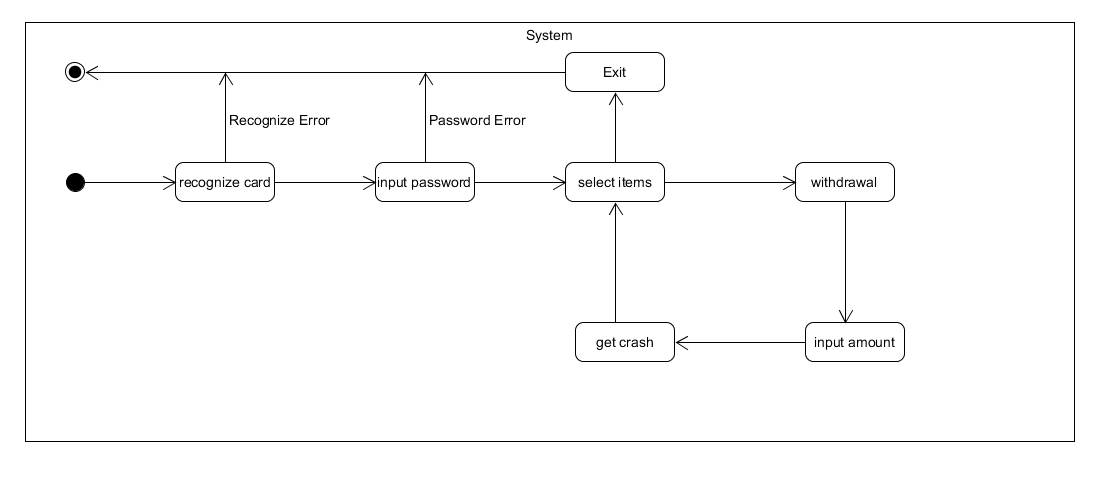 System
Exit
Recognize Error
Password Error
recognize card
input password
select items
withdrawal
get crash
input amount